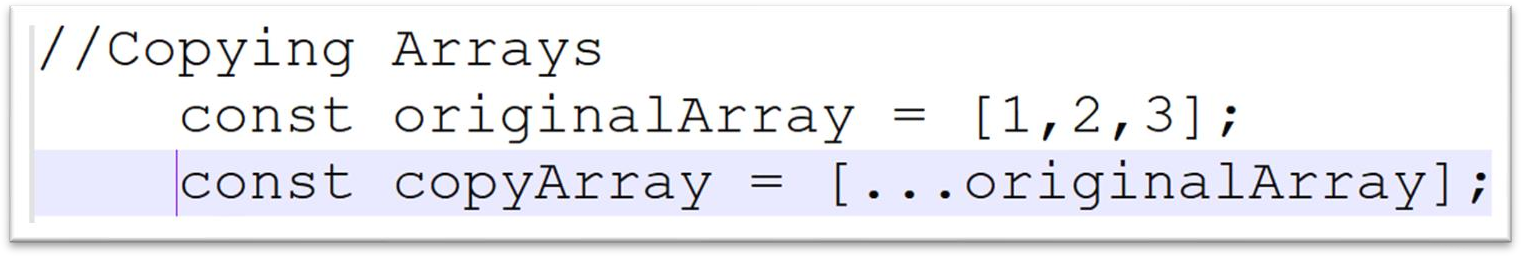 //Copying Arrays
const originalArray = [1,2,3];
const copyArray = [...originalArray];